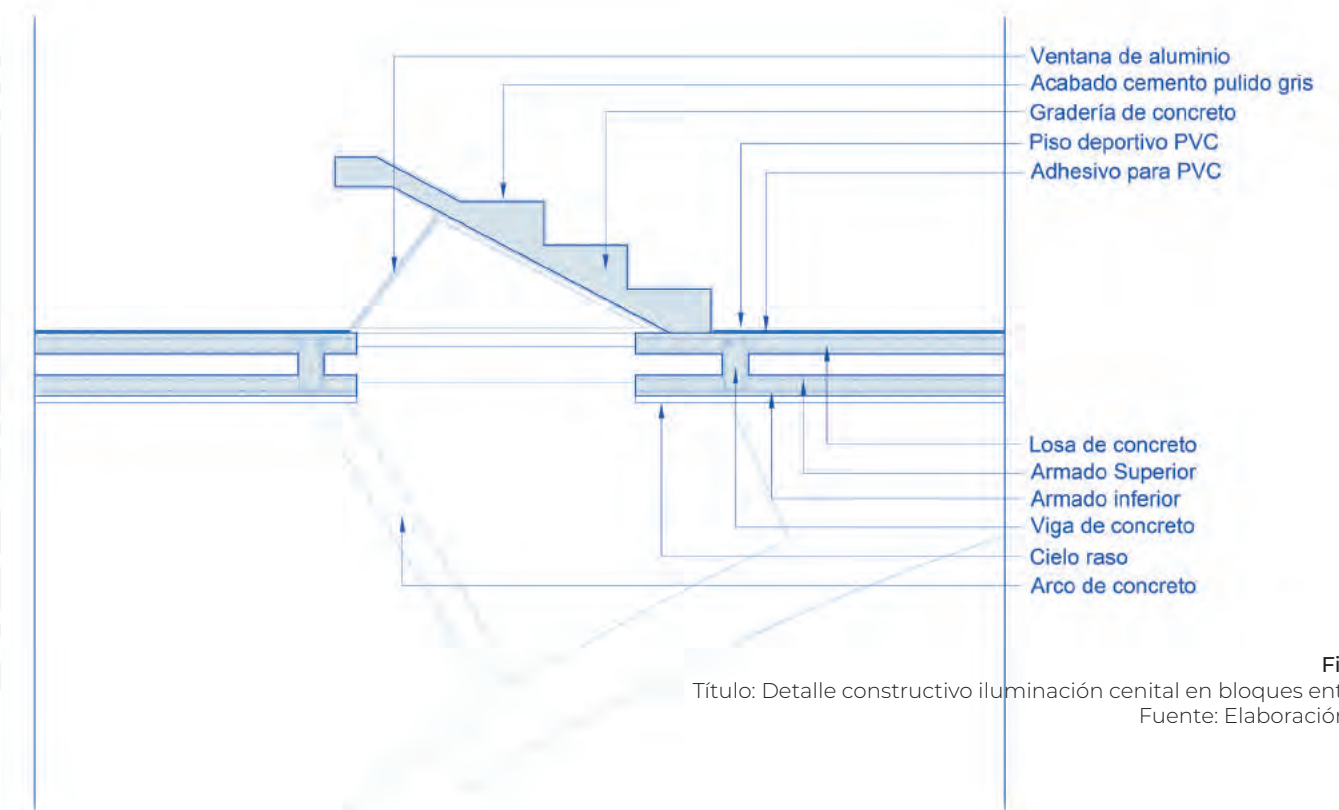 Ventana de aluminio
Acabado cemento pulido gris
Gradería de concreto
Piso deportivo PVC
Adhesivo para PVC
Losa de concreto
Armado Superior
Armado inferior
Viga de concreto
Cielo raso
Arco de concreto
Título: Detalle constructivo iluminación cenital en bloques
Fuente: Elaboración